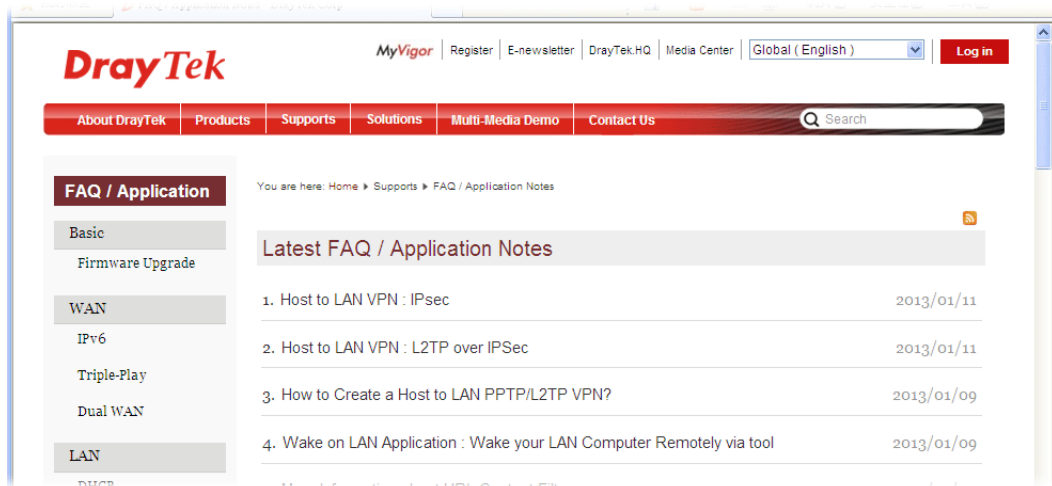 DrayTek
MyVigor Register E-newsletter DrayTek.HQ Media Center Global ( English ) Log in
About DrayTek Products Supports Solutions Multi-Media Demo Contact Us Search
FAQ / Application
You are here: Home ▸ Supports ▸ FAQ / Application Notes
Basic
Firmware Upgrade
WAN
IPv6
Triple-Play
Dual WAN
LAN
DHCP
Latest FAQ / Application Notes
1. Host to LAN VPN : IPsec 2013/01/11
2. Host to LAN VPN : L2TP over IPSec 2013/01/11
3. How to Create a Host to LAN PPTP/L2TP VPN? 2013/01/09
4. Wake on LAN Application : Wake your LAN Computer Remotely via tool 2013/01/09